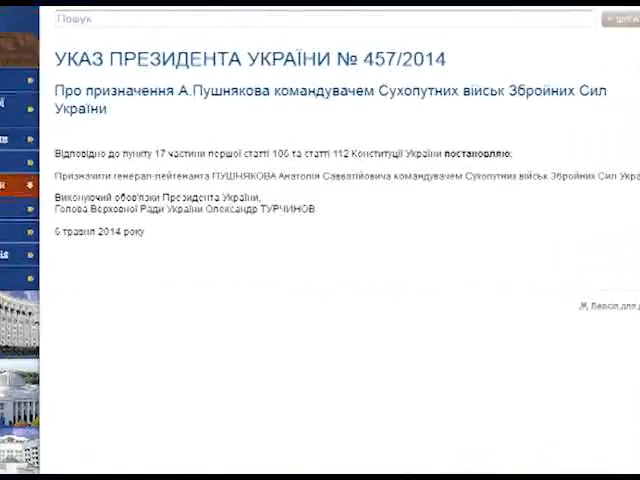 Пошук
УКАЗ ПРЕЗИДЕНТА УКРАЇНИ № 457/2014
Про призначення А.Пушнякова командувачем Сухопутних військ Збройних Сил
України
Відповідно до пункту 17 частини першої статті 106 та статті 112 Конституції України постановляю:
Призначити генерал-лейтенанта ПУШНЯКОВА Анатолія Савватійовича командувачем Сухопутних військ Збройних Сил
Виконуючий обов'язки Президента України,
Голова Верховної Ради України Олександр ТУРЧИНОВ
6 травня 2014 року
Версія для